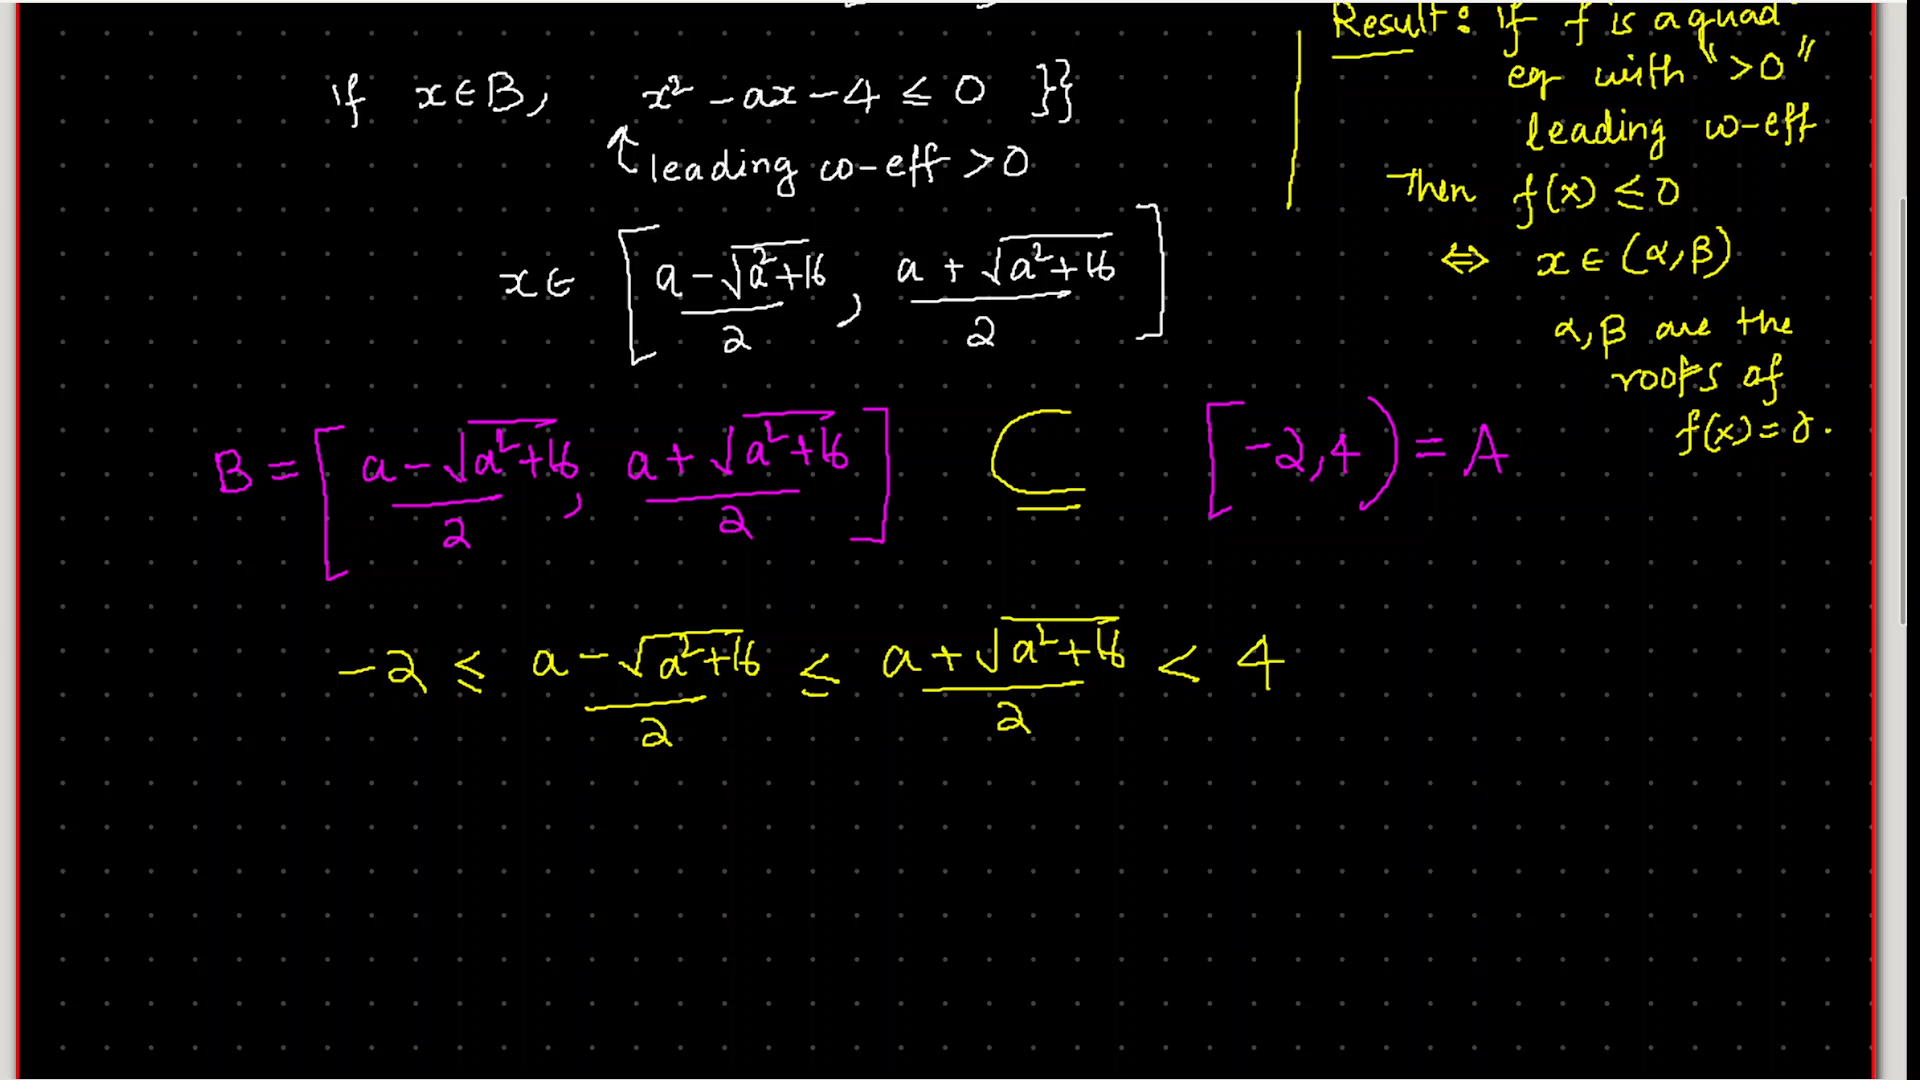 Result: if f is a quad
eq with ">0"
leading co-eff
Then f(x) ≤ 0
⇔ x ∈ (α, β)
α, β are the
roots of
f(x) = 0.
if x ∈ B, x² - ax - 4 ≤ 0 }}
leading co-eff > 0
x ∈ [ (a - √(a²+16))/2 , (a + √(a²+16))/2 ]
B = [ (a - √(a²+16))/2 , (a + √(a²+16))/2 ] ⊆ [-2, 4) = A
-2 ≤ (a - √(a²+16))/2 ≤ (a + √(a²+16))/2 < 4